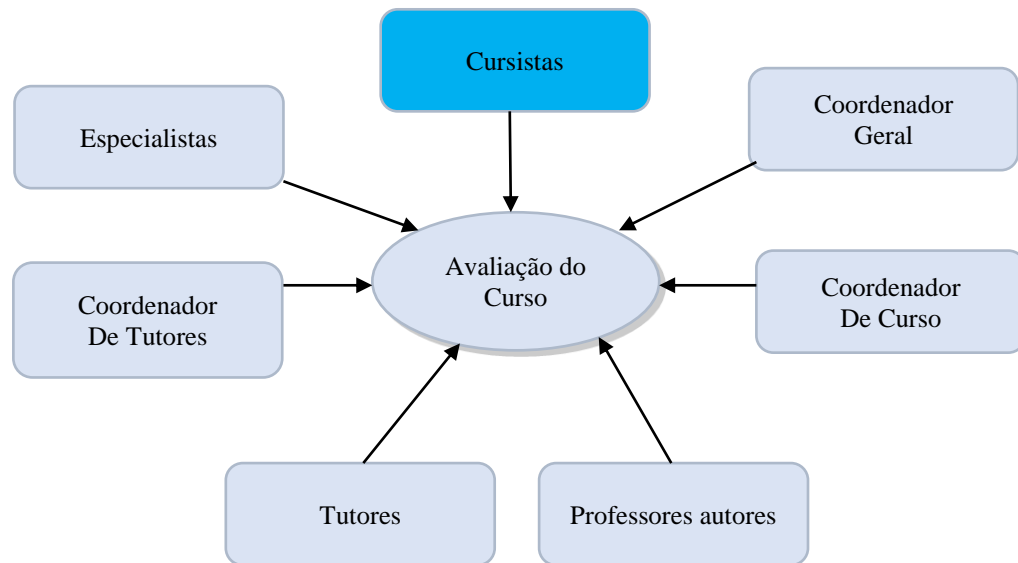 Cursistas
Especialistas
Coordenador
Geral
Avaliação do
Curso
Coordenador
De Tutores
Coordenador
De Curso
Tutores
Professores autores